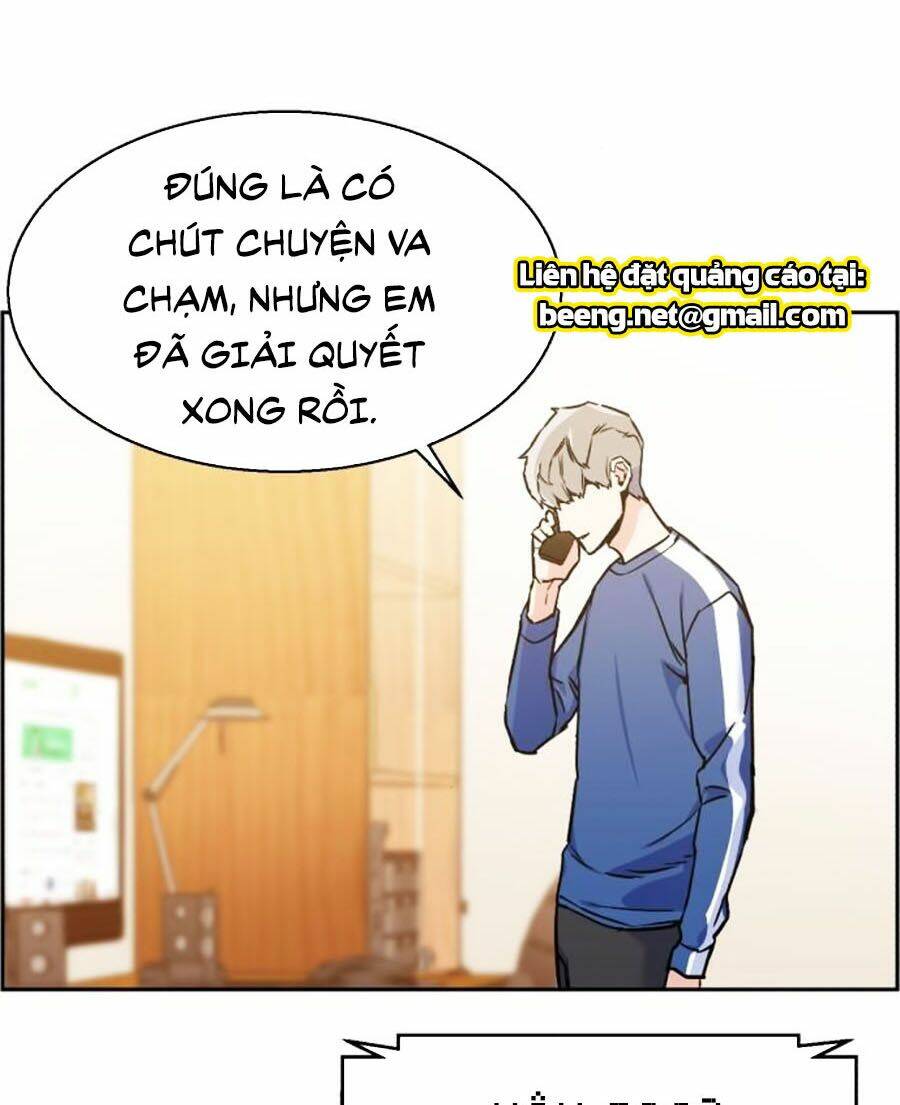 ĐÚNG LÀ CÓ
CHÚT CHUYỆN VA
CHẠM, NHƯNG EM
ĐÃ GIẢI QUYẾT
XONG RỒI.
Liên hệ đặt quảng cáo tại:
beeng.net@gmail.com